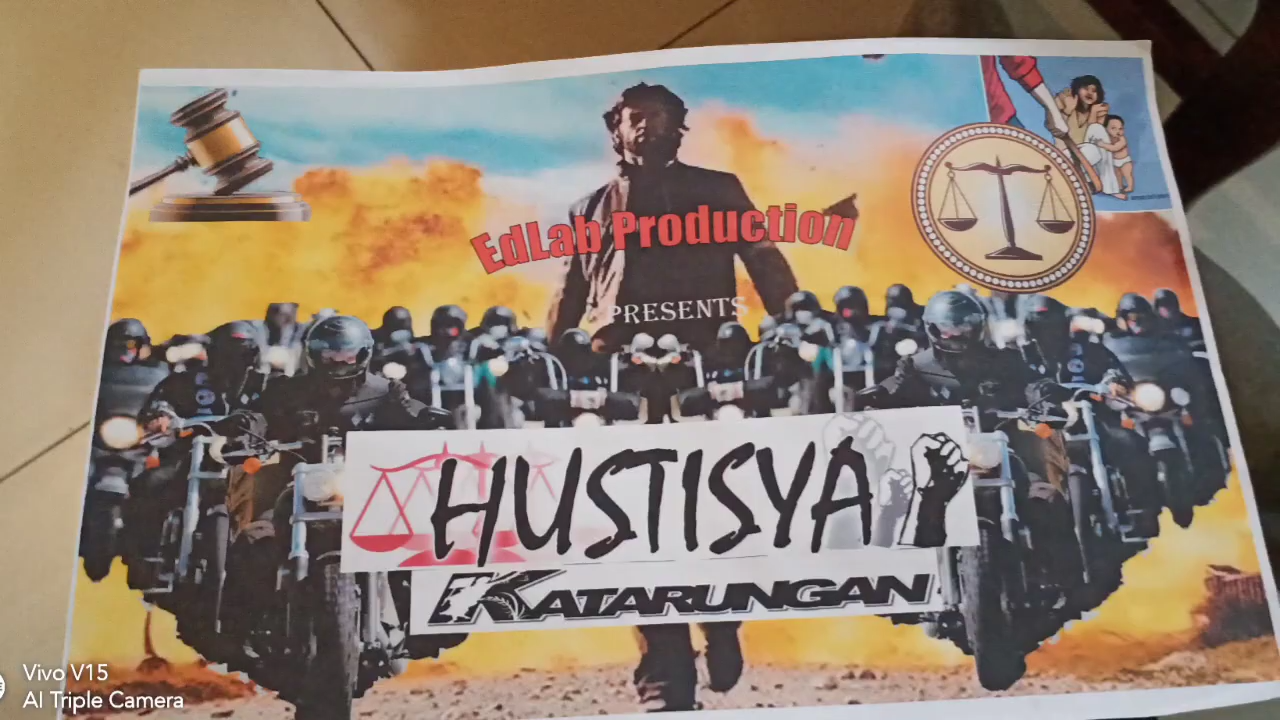 EdLab Production
PRESENTS
HUSTISYA
KATARUNGAN
Vivo V15
AI Triple Camera